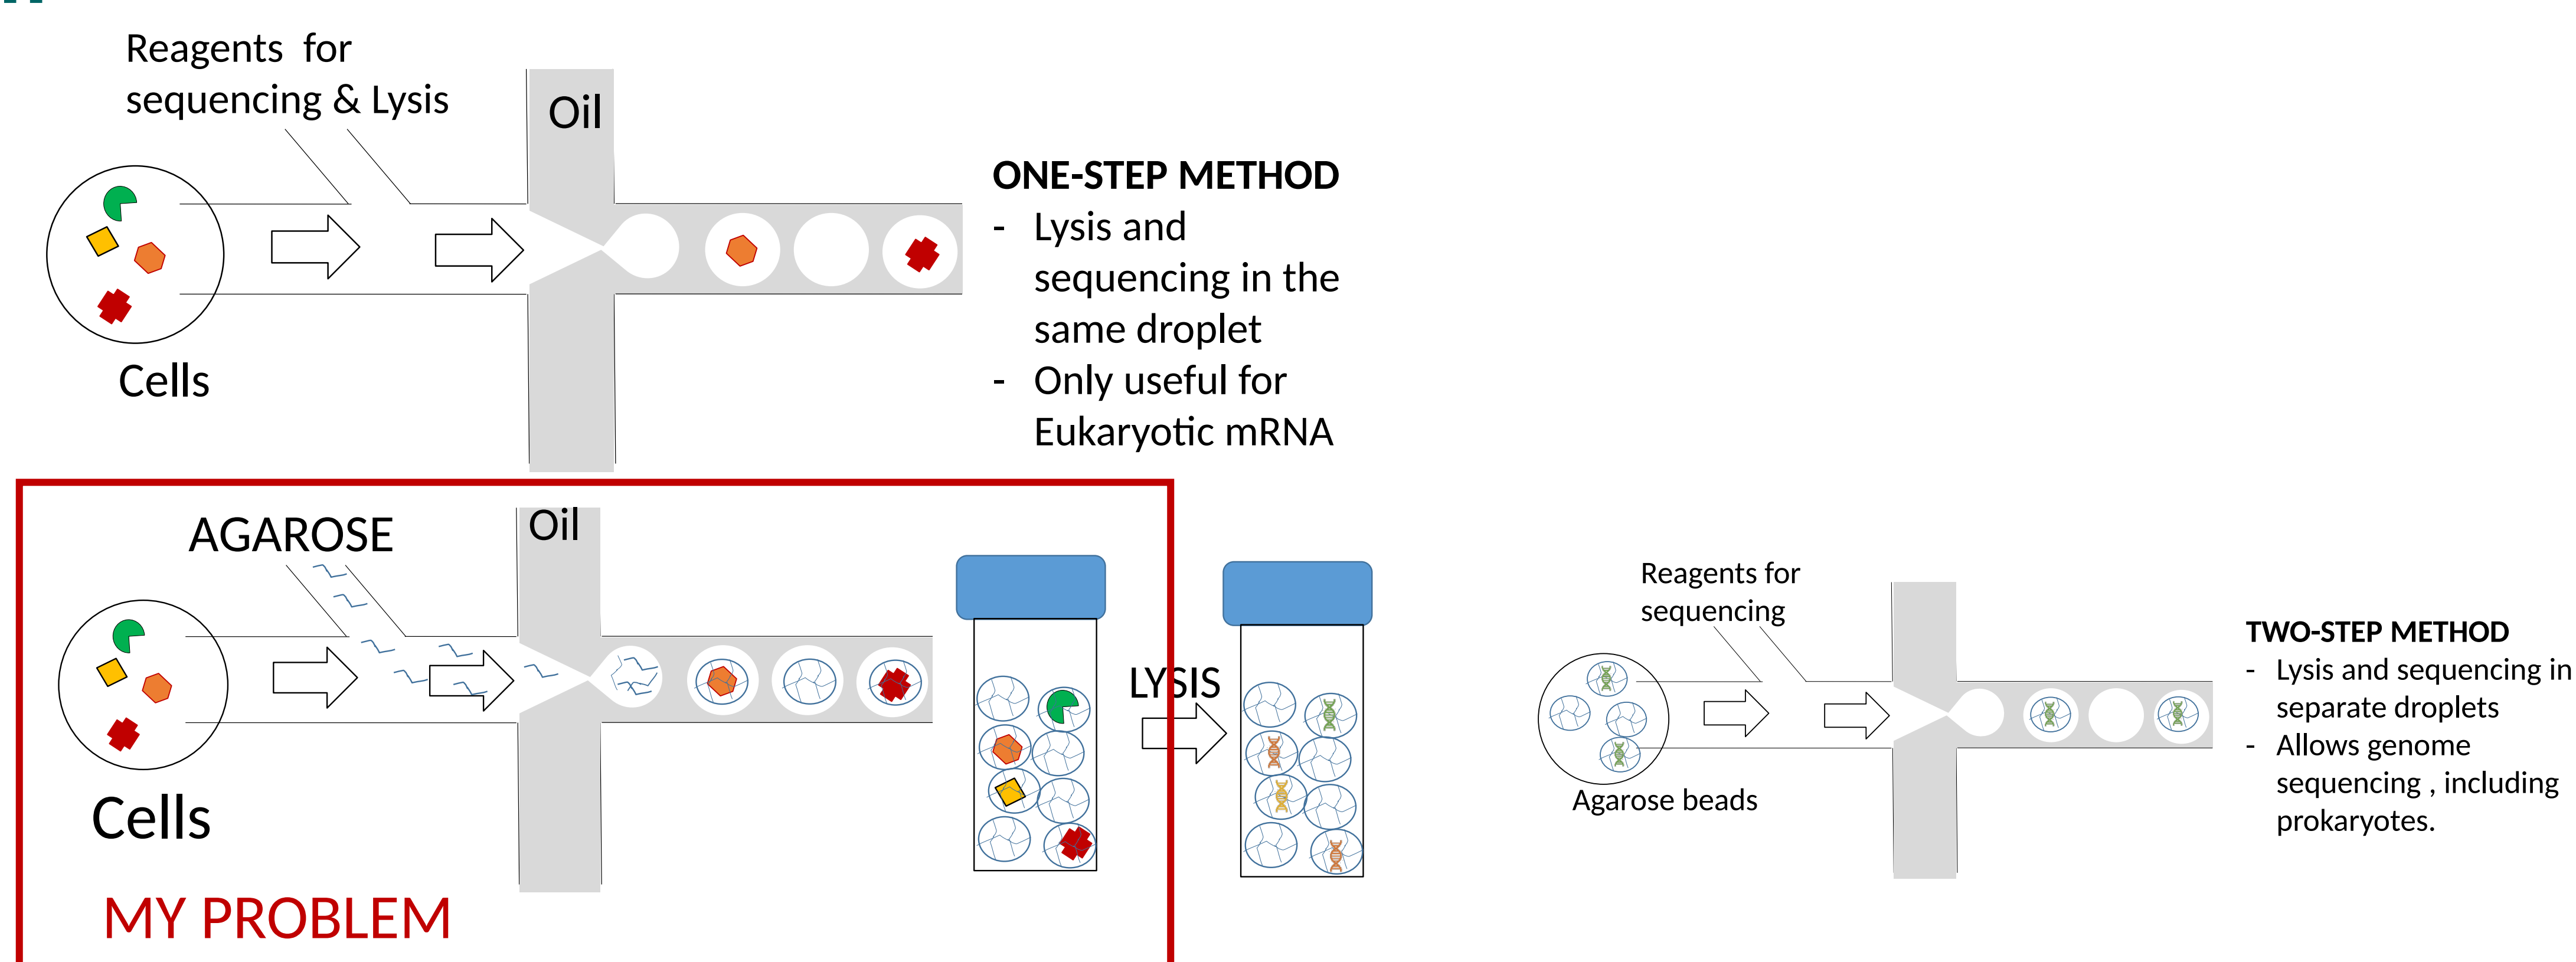 Reagents for
sequencing & Lysis
Oil
Cells
ONE-STEP METHOD
- Lysis and
sequencing in the
same droplet
- Only useful for
Eukaryotic mRNA
AGAROSE
Oil
Cells
MY PROBLEM
LYSIS
Reagents for
sequencing
Agarose beads
TWO-STEP METHOD
- Lysis and sequencing in
separate droplets
- Allows genome
sequencing , including
prokaryotes.